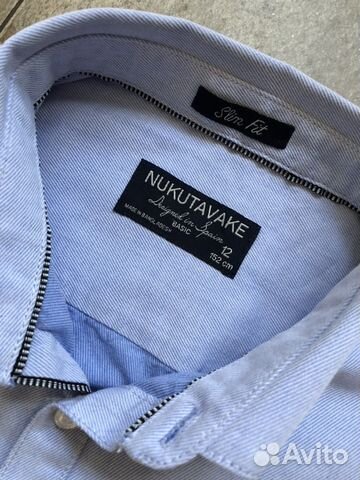 Slim Fit
NUKUTAVAKE
Designed in Spain
MADE IN BANGLADESH
BASIC
12
152 cm
Avito